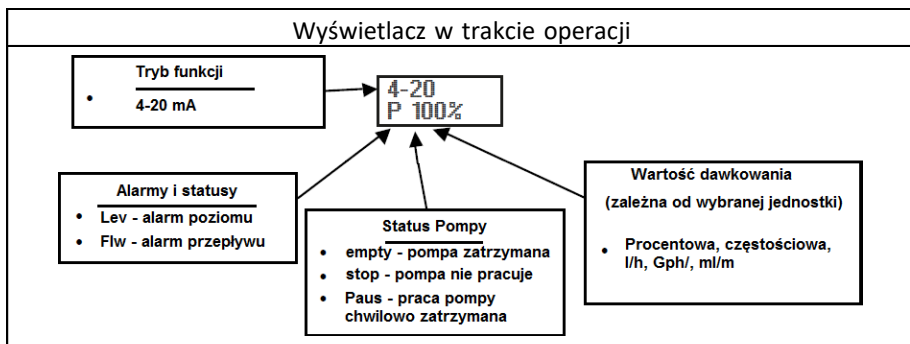 Wyświetlacz w trakcie operacji
Tryb funkcji
• 4-20 mA
4-20
P 100%
Alarmy i statusy
• Lev - alarm poziomu
• Flw - alarm przepływu
Status Pompy
• empty - pompa zatrzymana
• stop - pompa nie pracuje
• Paus - praca pompy
chwilowo zatrzymana
Wartość dawkowania
(zależna od wybranej jednostki)
• Procentowa, częstościowa,
l/h, Gph/, ml/m